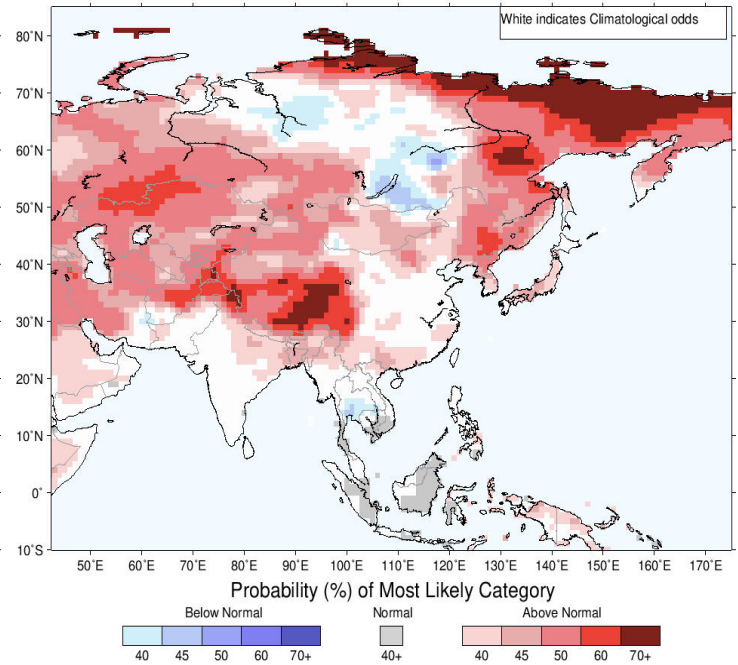 White indicates Climatological odds
80°N
70°N
60°N
50°N
40°N
30°N
20°N
10°N
0°
10°S
50°E 60°E 70°E 80°E 90°E 100°E 110°E 120°E 130°E 140°E 150°E 160°E 170°E
Probability (%) of Most Likely Category
Below Normal Normal Above Normal
40 45 50 60 70+ 40+ 40 45 50 60 70+